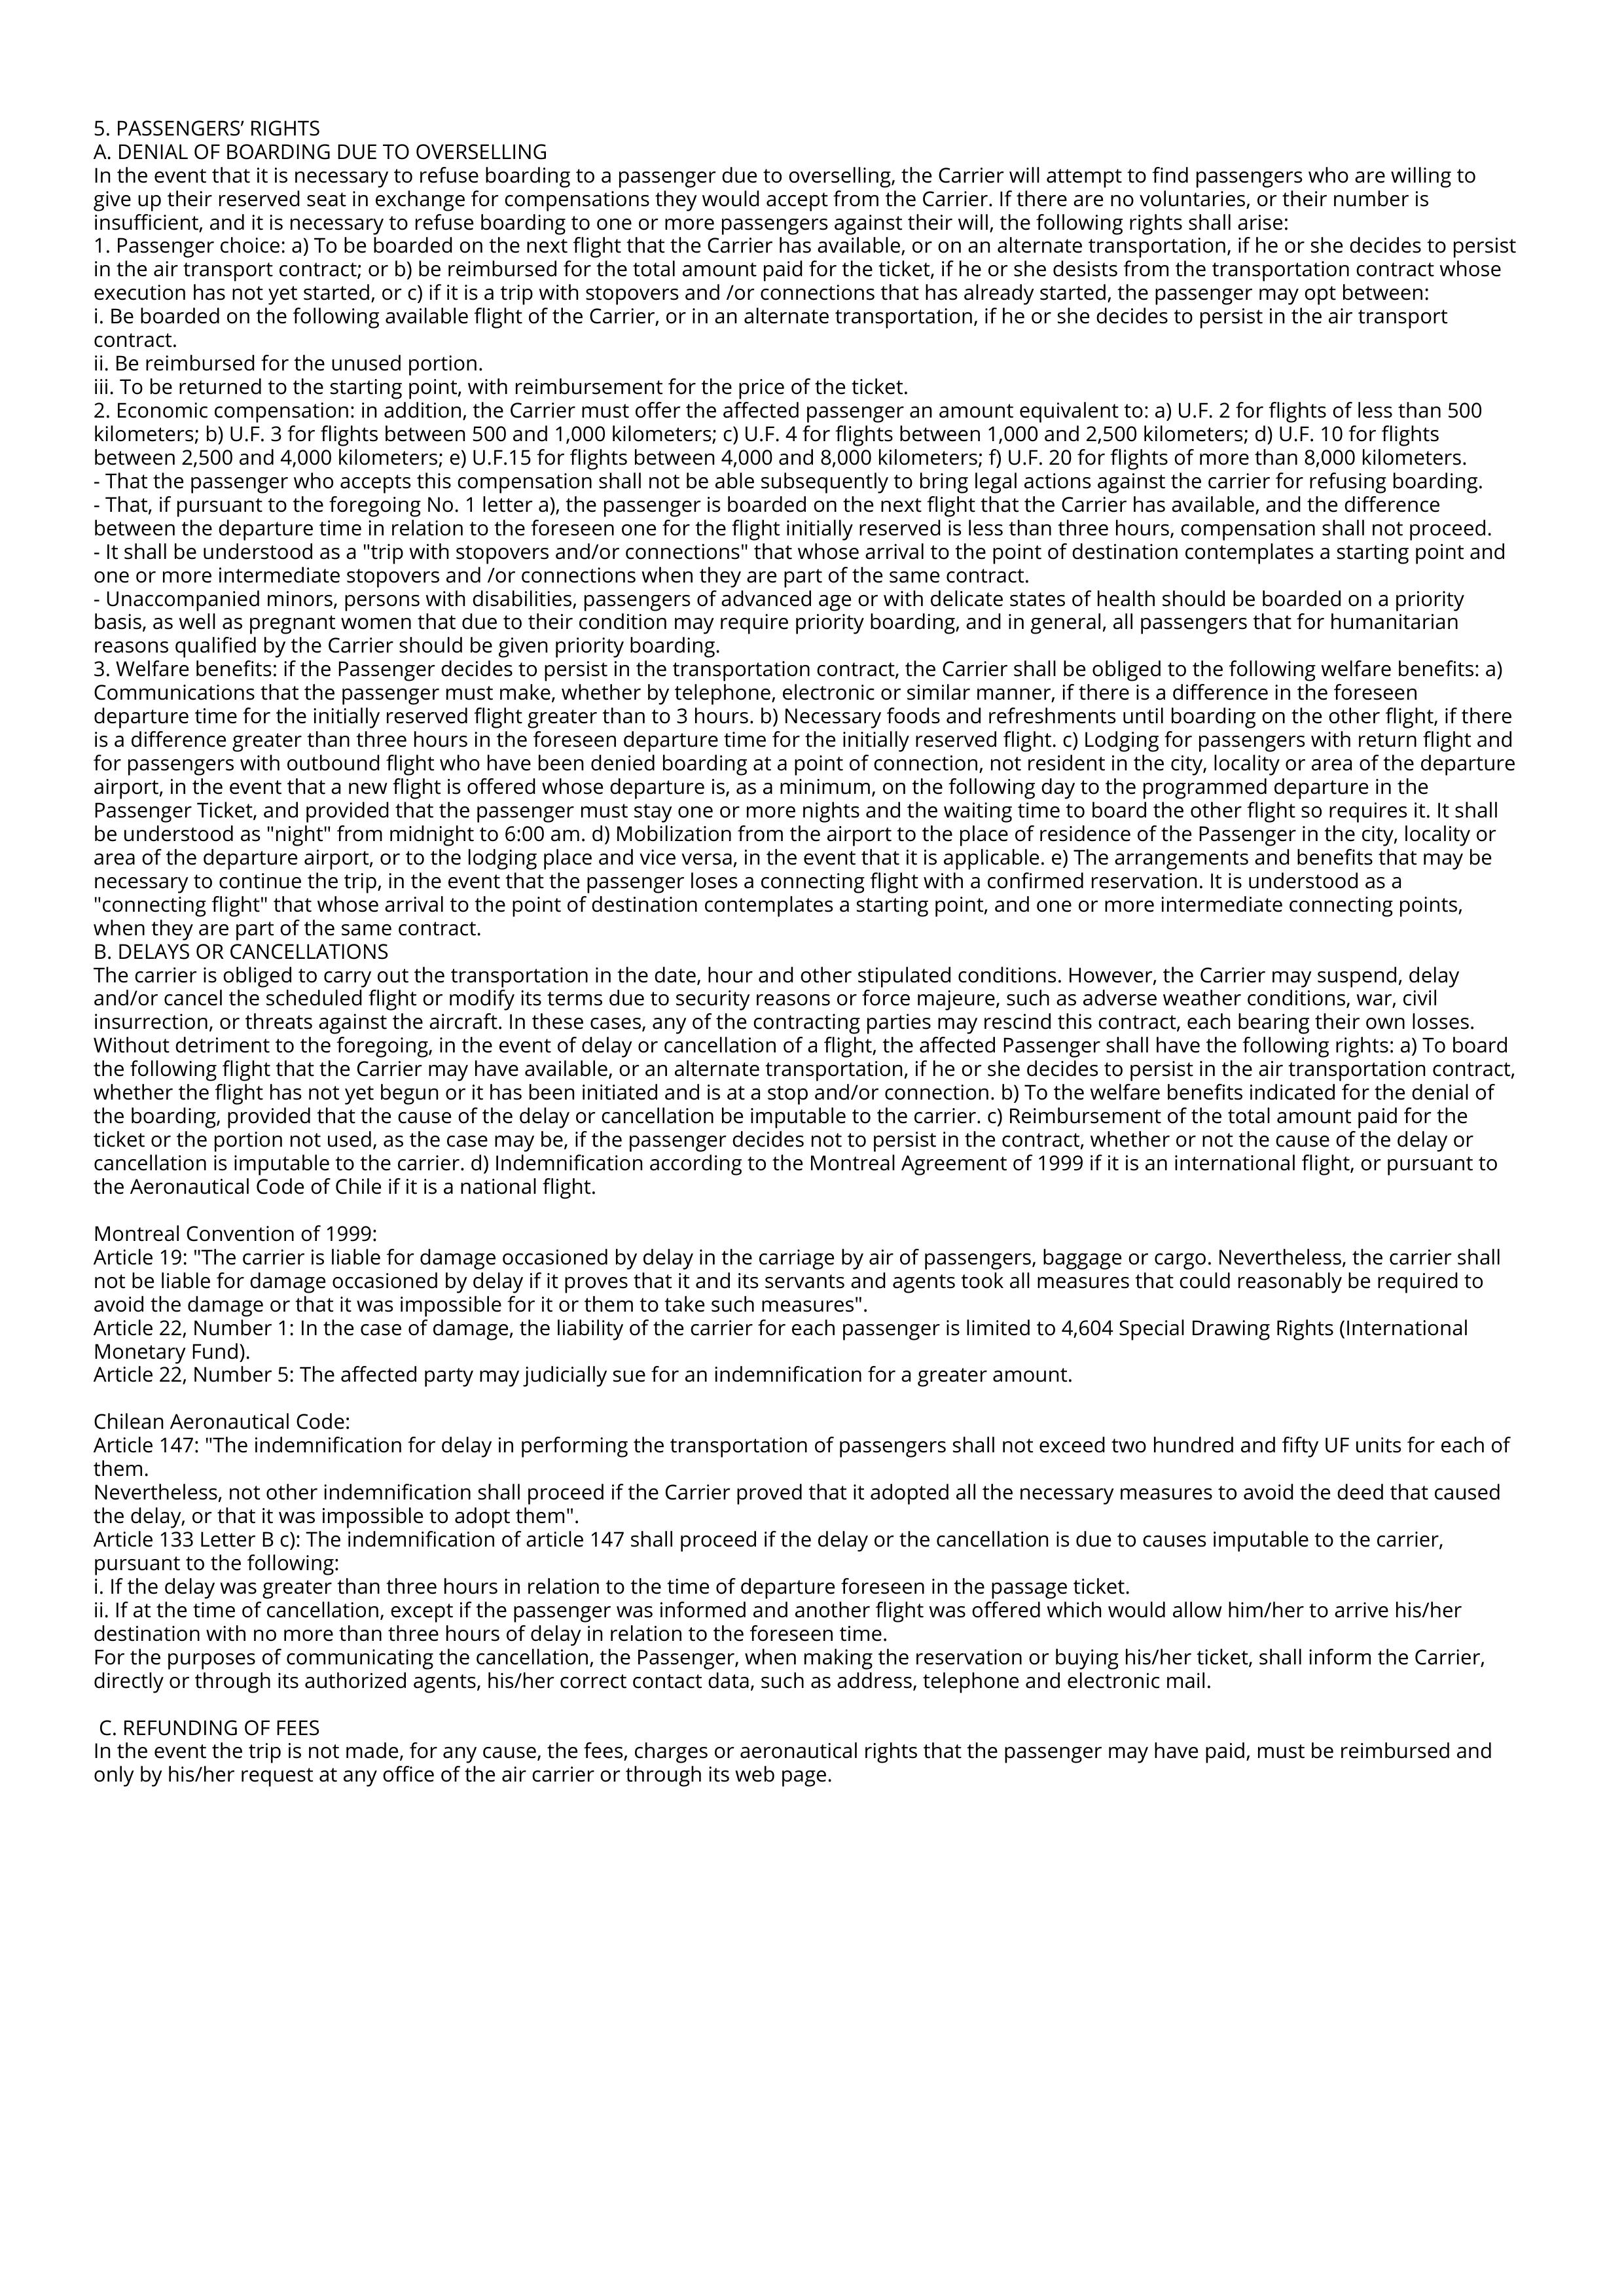 5. PASSENGERS’ RIGHTS
A. DENIAL OF BOARDING DUE TO OVERSELLING
In the event that it is necessary to refuse boarding to a passenger due to overselling, the Carrier will attempt to find passengers who are willing to
give up their reserved seat in exchange for compensations they would accept from the Carrier. If there are no voluntaries, or their number is
insufficient, and it is necessary to refuse boarding to one or more passengers against their will, the following rights shall arise:
1. Passenger choice: a) To be boarded on the next flight that the Carrier has available, or on an alternate transportation, if he or she decides to persist
in the air transport contract; or b) be reimbursed for the total amount paid for the ticket, if he or she desists from the transportation contract whose
execution has not yet started, or c) if it is a trip with stopovers and /or connections that has already started, the passenger may opt between:
i. Be boarded on the following available flight of the Carrier, or in an alternate transportation, if he or she decides to persist in the air transport
contract.
ii. Be reimbursed for the unused portion.
iii. To be returned to the starting point, with reimbursement for the price of the ticket.
2. Economic compensation: in addition, the Carrier must offer the affected passenger an amount equivalent to: a) U.F. 2 for flights of less than 500
kilometers; b) U.F. 3 for flights between 500 and 1,000 kilometers; c) U.F. 4 for flights between 1,000 and 2,500 kilometers; d) U.F. 10 for flights
between 2,500 and 4,000 kilometers; e) U.F.15 for flights between 4,000 and 8,000 kilometers; f) U.F. 20 for flights of more than 8,000 kilometers.
- That the passenger who accepts this compensation shall not be able subsequently to bring legal actions against the carrier for refusing boarding.
- That, if pursuant to the foregoing No. 1 letter a), the passenger is boarded on the next flight that the Carrier has available, and the difference
between the departure time in relation to the foreseen one for the flight initially reserved is less than three hours, compensation shall not proceed.
- It shall be understood as a "trip with stopovers and/or connections" that whose arrival to the point of destination contemplates a starting point and
one or more intermediate stopovers and /or connections when they are part of the same contract.
- Unaccompanied minors, persons with disabilities, passengers of advanced age or with delicate states of health should be boarded on a priority
basis, as well as pregnant women that due to their condition may require priority boarding, and in general, all passengers that for humanitarian
reasons qualified by the Carrier should be given priority boarding.
3. Welfare benefits: if the Passenger decides to persist in the transportation contract, the Carrier shall be obliged to the following welfare benefits: a)
Communications that the passenger must make, whether by telephone, electronic or similar manner, if there is a difference in the foreseen
departure time for the initially reserved flight greater than to 3 hours. b) Necessary foods and refreshments until boarding on the other flight, if there
is a difference greater than three hours in the foreseen departure time for the initially reserved flight. c) Lodging for passengers with return flight and
for passengers with outbound flight who have been denied boarding at a point of connection, not resident in the city, locality or area of the departure
airport, in the event that a new flight is offered whose departure is, as a minimum, on the following day to the programmed departure in the
Passenger Ticket, and provided that the passenger must stay one or more nights and the waiting time to board the other flight so requires it. It shall
be understood as "night" from midnight to 6:00 am. d) Mobilization from the airport to the place of residence of the Passenger in the city, locality or
area of the departure airport, or to the lodging place and vice versa, in the event that it is applicable. e) The arrangements and benefits that may be
necessary to continue the trip, in the event that the passenger loses a connecting flight with a confirmed reservation. It is understood as a
"connecting flight" that whose arrival to the point of destination contemplates a starting point, and one or more intermediate connecting points,
when they are part of the same contract.
B. DELAYS OR CANCELLATIONS
The carrier is obliged to carry out the transportation in the date, hour and other stipulated conditions. However, the Carrier may suspend, delay
and/or cancel the scheduled flight or modify its terms due to security reasons or force majeure, such as adverse weather conditions, war, civil
insurrection, or threats against the aircraft. In these cases, any of the contracting parties may rescind this contract, each bearing their own losses.
Without detriment to the foregoing, in the event of delay or cancellation of a flight, the affected Passenger shall have the following rights: a) To board
the following flight that the Carrier may have available, or an alternate transportation, if he or she decides to persist in the air transportation contract,
whether the flight has not yet begun or it has been initiated and is at a stop and/or connection. b) To the welfare benefits indicated for the denial of
the boarding, provided that the cause of the delay or cancellation be imputable to the carrier. c) Reimbursement of the total amount paid for the
ticket or the portion not used, as the case may be, if the passenger decides not to persist in the contract, whether or not the cause of the delay or
cancellation is imputable to the carrier. d) Indemnification according to the Montreal Agreement of 1999 if it is an international flight, or pursuant to
the Aeronautical Code of Chile if it is a national flight.
Montreal Convention of 1999:
Article 19: "The carrier is liable for damage occasioned by delay in the carriage by air of passengers, baggage or cargo. Nevertheless, the carrier shall
not be liable for damage occasioned by delay if it proves that it and its servants and agents took all measures that could reasonably be required to
avoid the damage or that it was impossible for it or them to take such measures".
Article 22, Number 1: In the case of damage, the liability of the carrier for each passenger is limited to 4,604 Special Drawing Rights (International
Monetary Fund).
Article 22, Number 5: The affected party may judicially sue for an indemnification for a greater amount.
Chilean Aeronautical Code:
Article 147: "The indemnification for delay in performing the transportation of passengers shall not exceed two hundred and fifty UF units for each of
them.
Nevertheless, not other indemnification shall proceed if the Carrier proved that it adopted all the necessary measures to avoid the deed that caused
the delay, or that it was impossible to adopt them".
Article 133 Letter B c): The indemnification of article 147 shall proceed if the delay or the cancellation is due to causes imputable to the carrier,
pursuant to the following:
i. If the delay was greater than three hours in relation to the time of departure foreseen in the passage ticket.
ii. If at the time of cancellation, except if the passenger was informed and another flight was offered which would allow him/her to arrive his/her
destination with no more than three hours of delay in relation to the foreseen time.
For the purposes of communicating the cancellation, the Passenger, when making the reservation or buying his/her ticket, shall inform the Carrier,
directly or through its authorized agents, his/her correct contact data, such as address, telephone and electronic mail.
C. REFUNDING OF FEES
In the event the trip is not made, for any cause, the fees, charges or aeronautical rights that the passenger may have paid, must be reimbursed and
only by his/her request at any office of the air carrier or through its web page.